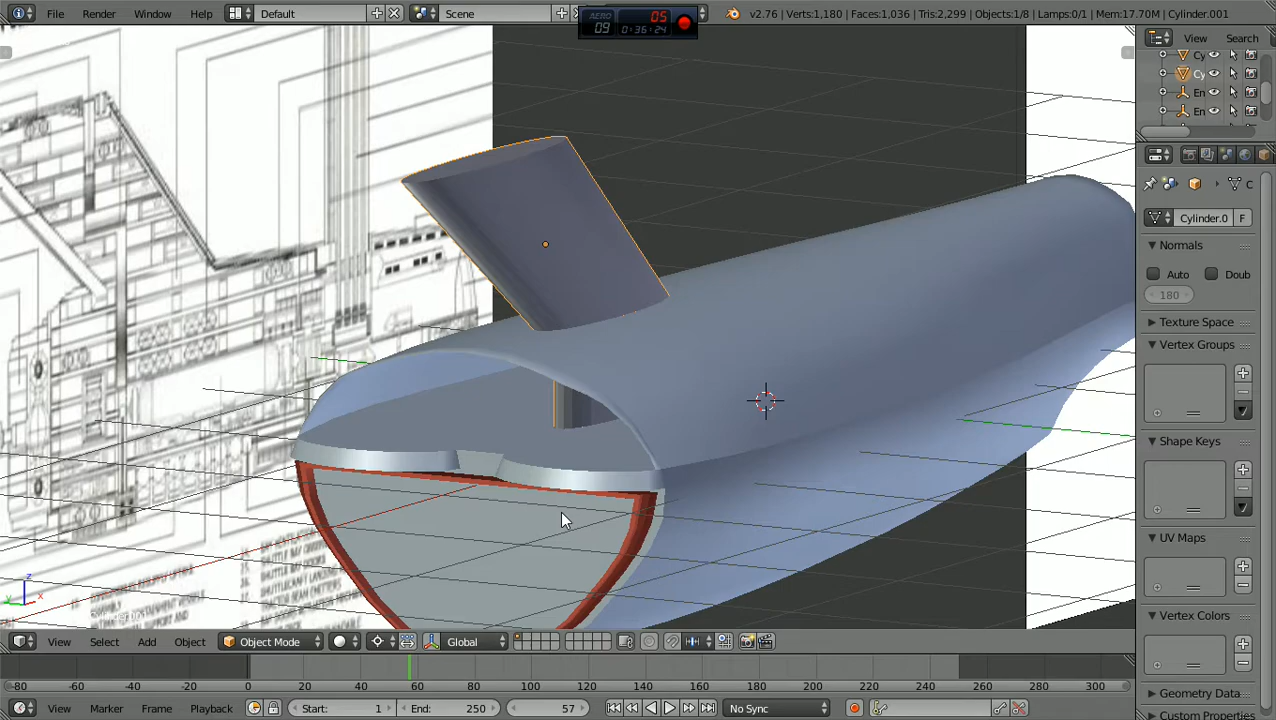 File Render Window Help Default Scene AERO 09 05 0:36:24 v2.76 | Verts:1,180 | Faces:1,036 | Tris:2,299 | Objects:1/8 | Lamps:0/1 | Mem:17.70M | Cylinder.001
View Search
Cy
Cy
En
En
C
Cylinder.0 F
Normals
Auto Doub
180
Texture Space
Vertex Groups
Shape Keys
UV Maps
Vertex Colors
Geometry Data
Custom Properties
z
y x
View Select Add Object Object Mode Global
-80 -60 -40 -20 0 20 40 60 80 100 120 140 160 180 200 220 240 260 280 300
View Marker Frame Playback Start: 1 End: 250 57 No Sync